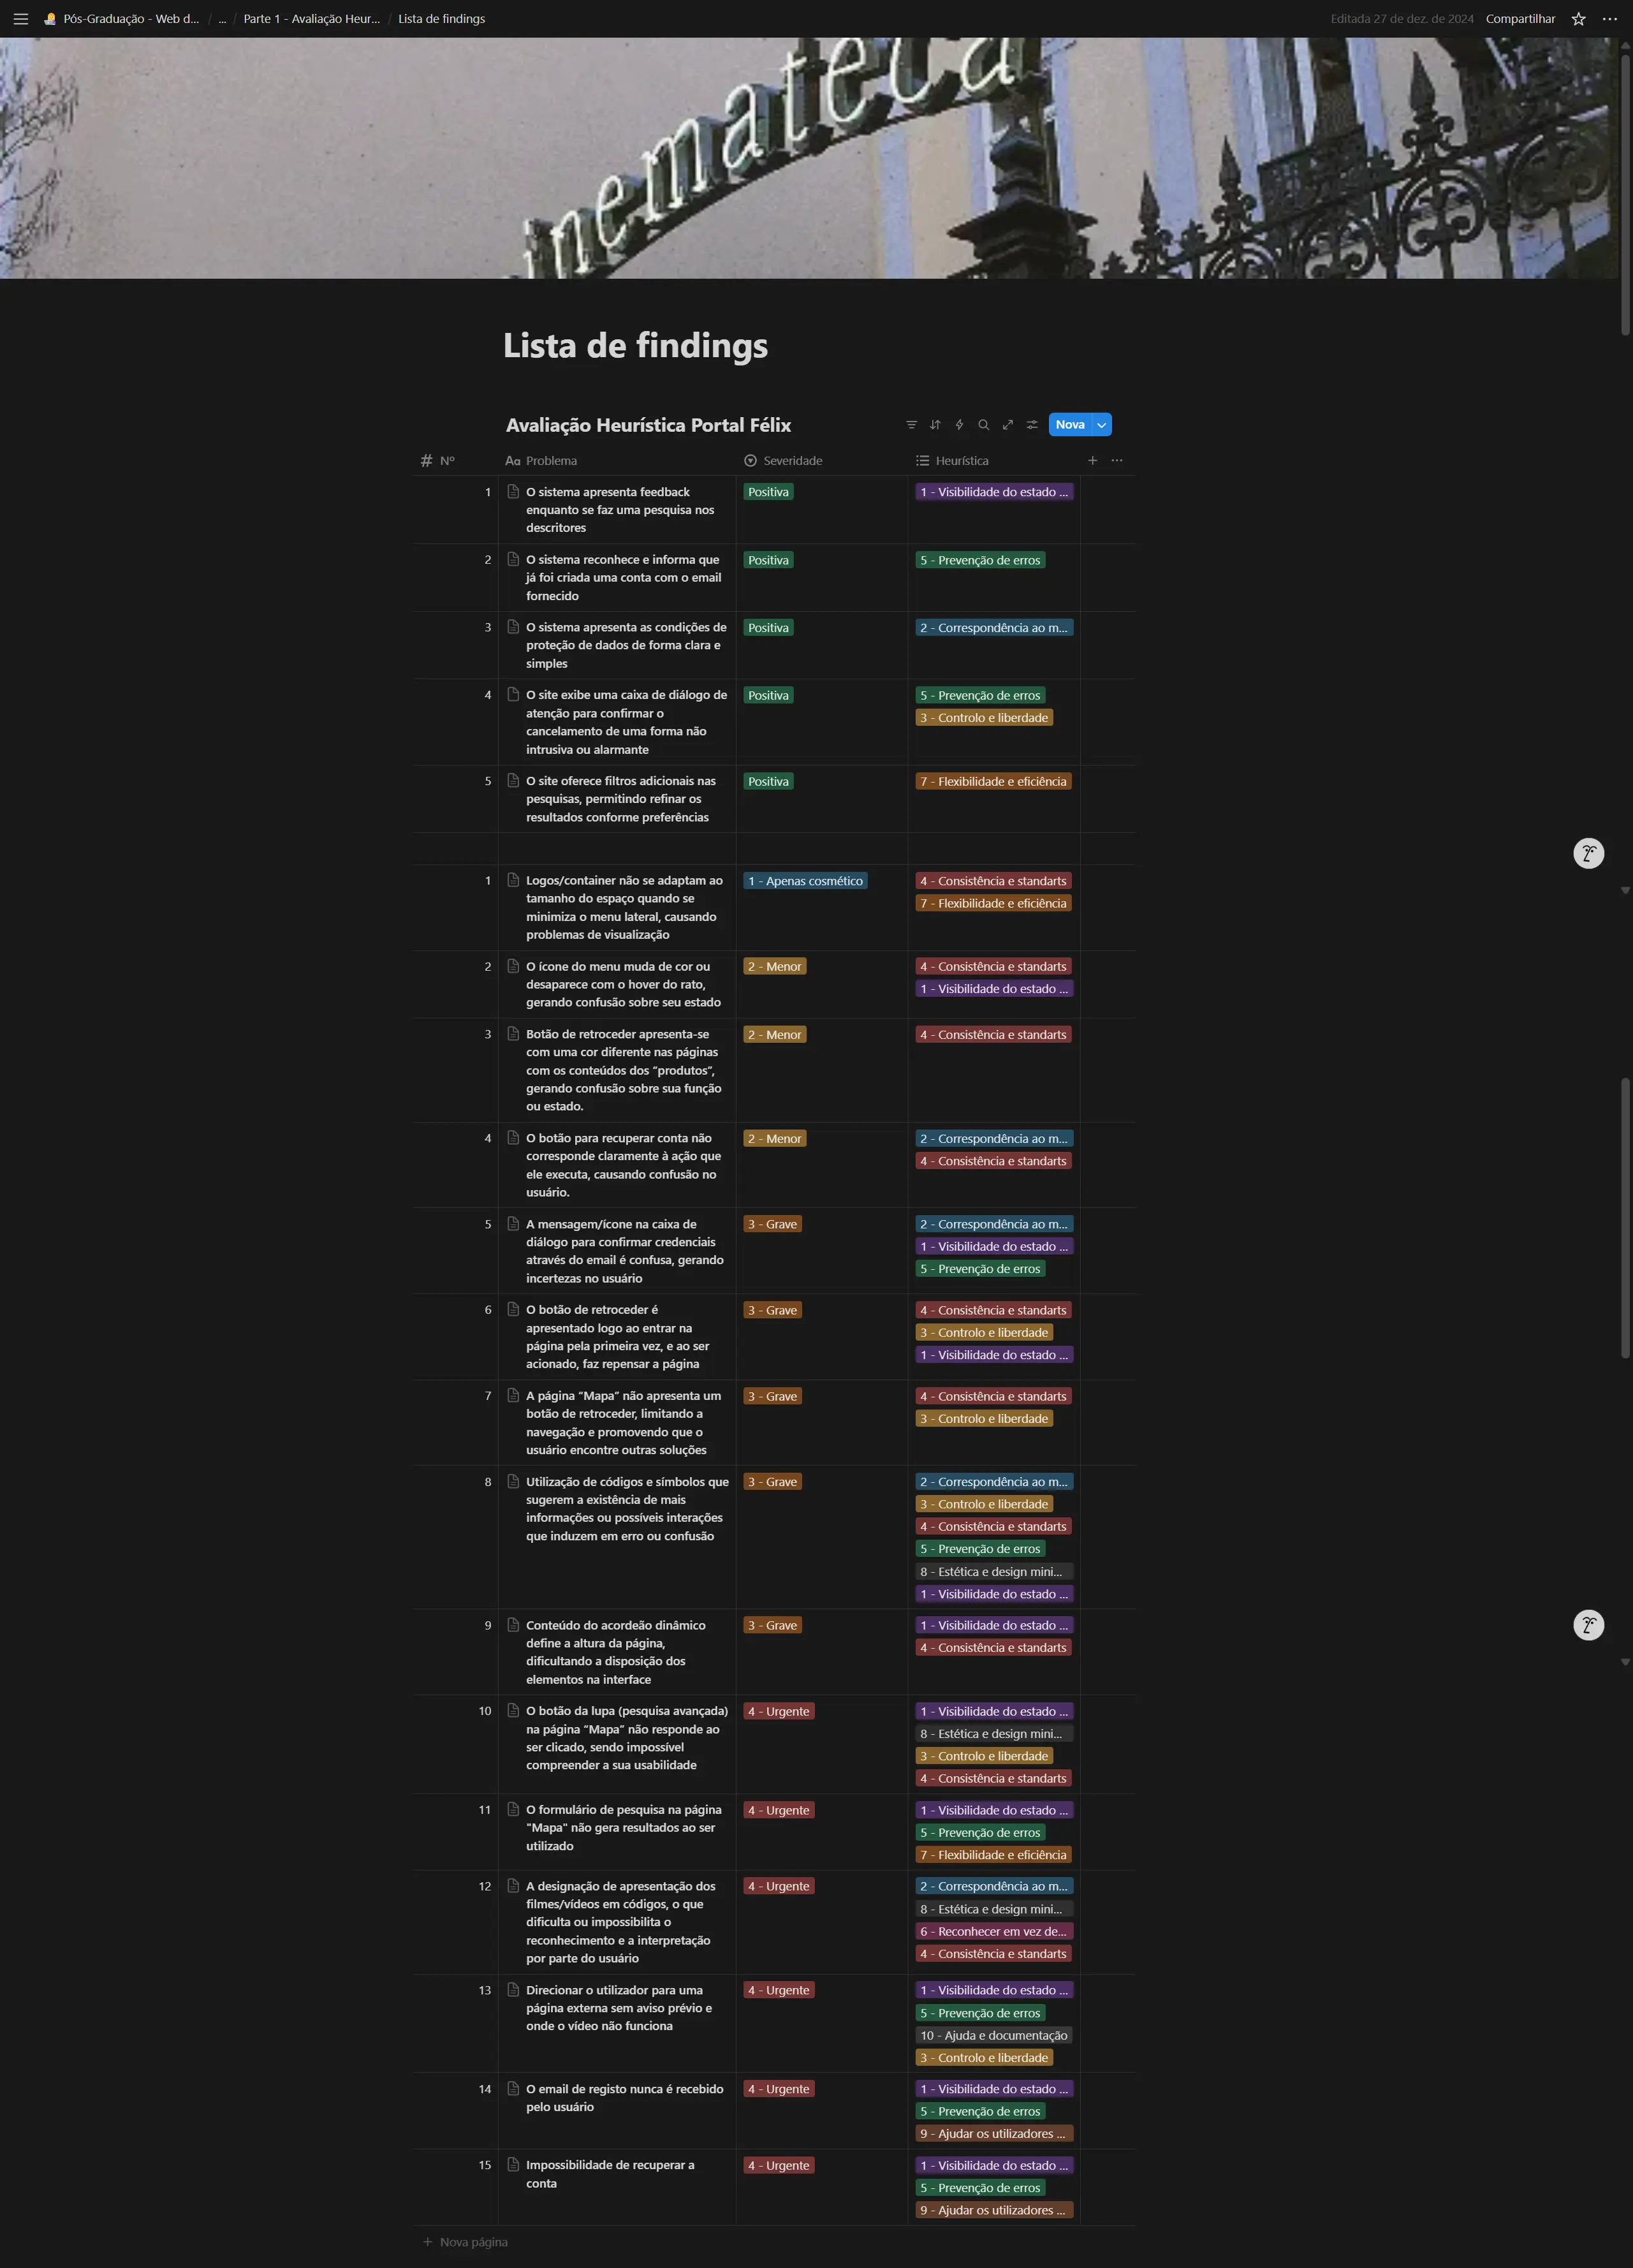 Pós-Graduação - Web d... / ... / Parte 1 - Avaliação Heur... / Lista de findings
Editada 27 de dez. de 2024 Compartilhar
inemateca
Lista de findings
Avaliação Heurística Portal Félix
Nova
Nº Aa Problema Severidade Heurística
1 O sistema apresenta feedback Positiva 1 - Visibilidade do estado ...
enquanto se faz uma pesquisa nos
descritores
2 O sistema reconhece e informa que Positiva 5 - Prevenção de erros
já foi criada uma conta com o email
fornecido
3 O sistema apresenta as condições de Positiva 2 - Correspondência ao m...
proteção de dados de forma clara e
simples
4 O site exibe uma caixa de diálogo de Positiva 5 - Prevenção de erros
atenção para confirmar o 3 - Controlo e liberdade
cancelamento de uma forma não
intrusiva ou alarmante
5 O site oferece filtros adicionais nas Positiva 7 - Flexibilidade e eficiência
pesquisas, permitindo refinar os
resultados conforme preferências
1 Logos/container não se adaptam ao 1 - Apenas cosmético 4 - Consistência e standarts
tamanho do espaço quando se 7 - Flexibilidade e eficiência
minimiza o menu lateral, causando
problemas de visualização
2 O ícone do menu muda de cor ou 2 - Menor 4 - Consistência e standarts
desaparece com o hover do rato, 1 - Visibilidade do estado ...
gerando confusão sobre seu estado
3 Botão de retroceder apresenta-se 2 - Menor 4 - Consistência e standarts
com uma cor diferente nas páginas
com os conteúdos dos “produtos”,
gerando confusão sobre sua função
ou estado.
4 O botão para recuperar conta não 2 - Menor 2 - Correspondência ao m...
corresponde claramente à ação que 4 - Consistência e standarts
ele executa, causando confusão no
usuário.
5 A mensagem/ícone na caixa de 3 - Grave 2 - Correspondência ao m...
diálogo para confirmar credenciais 1 - Visibilidade do estado ...
através do email é confusa, gerando 5 - Prevenção de erros
incertezas no usuário
6 O botão de retroceder é 3 - Grave 4 - Consistência e standarts
apresentado logo ao entrar na 3 - Controlo e liberdade
página pela primeira vez, e ao ser 1 - Visibilidade do estado ...
acionado, faz repensar a página
7 A página “Mapa” não apresenta um 3 - Grave 4 - Consistência e standarts
botão de retroceder, limitando a 3 - Controlo e liberdade
navegação e promovendo que o
usuário encontre outras soluções
8 Utilização de códigos e símbolos que 3 - Grave 2 - Correspondência ao m...
sugerem a existência de mais 3 - Controlo e liberdade
informações ou possíveis interações 4 - Consistência e standarts
que induzem em erro ou confusão 5 - Prevenção de erros
8 - Estética e design mini...
1 - Visibilidade do estado ...
9 Conteúdo do acordeão dinâmico 3 - Grave 1 - Visibilidade do estado ...
define a altura da página, 4 - Consistência e standarts
dificultando a disposição dos
elementos na interface
10 O botão da lupa (pesquisa avançada) 4 - Urgente 1 - Visibilidade do estado ...
na página “Mapa” não responde ao 8 - Estética e design mini...
ser clicado, sendo impossível 3 - Controlo e liberdade
compreender a sua usabilidade 4 - Consistência e standarts
11 O formulário de pesquisa na página 4 - Urgente 1 - Visibilidade do estado ...
"Mapa" não gera resultados ao ser 5 - Prevenção de erros
utilizado 7 - Flexibilidade e eficiência
12 A designação de apresentação dos 4 - Urgente 2 - Correspondência ao m...
filmes/vídeos em códigos, o que 8 - Estética e design mini...
dificulta ou impossibilita o 6 - Reconhecer em vez de...
reconhecimento e a interpretação 4 - Consistência e standarts
por parte do usuário
13 Direcionar o utilizador para uma 4 - Urgente 1 - Visibilidade do estado ...
página externa sem aviso prévio e 5 - Prevenção de erros
onde o vídeo não funciona 10 - Ajuda e documentação
3 - Controlo e liberdade
14 O email de registo nunca é recebido 4 - Urgente 1 - Visibilidade do estado ...
pelo usuário 5 - Prevenção de erros
9 - Ajudar os utilizadores ...
15 Impossibilidade de recuperar a 4 - Urgente 1 - Visibilidade do estado ...
conta 5 - Prevenção de erros
9 - Ajudar os utilizadores ...
+ Nova página